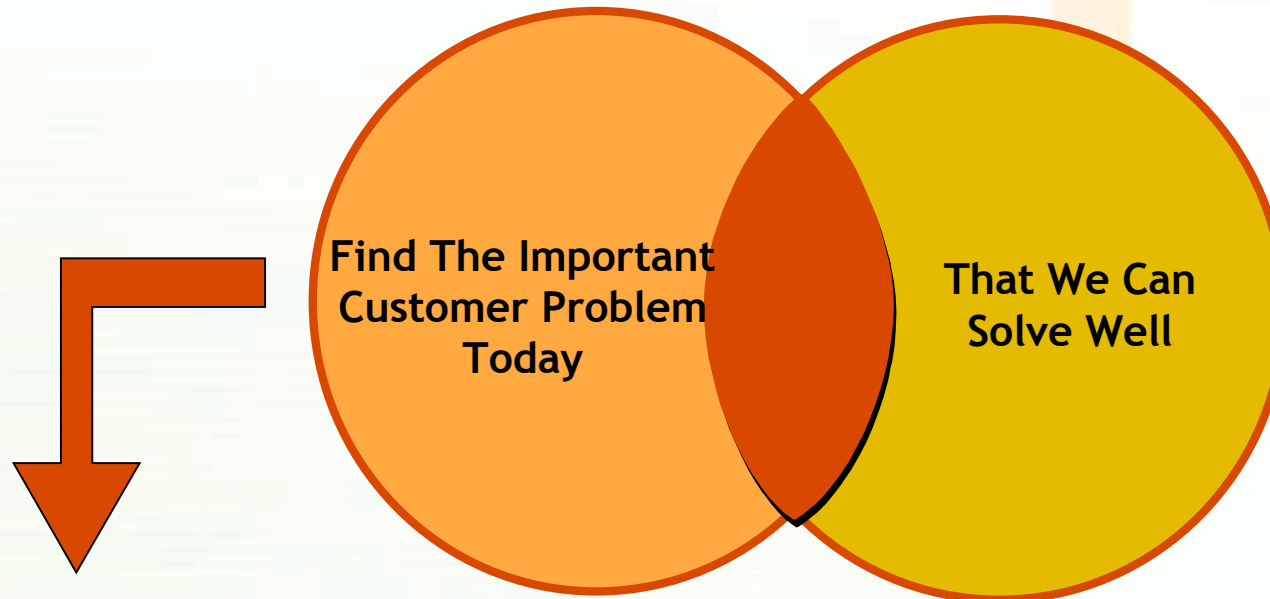 Find The Important
Customer Problem
Today
That We Can
Solve Well